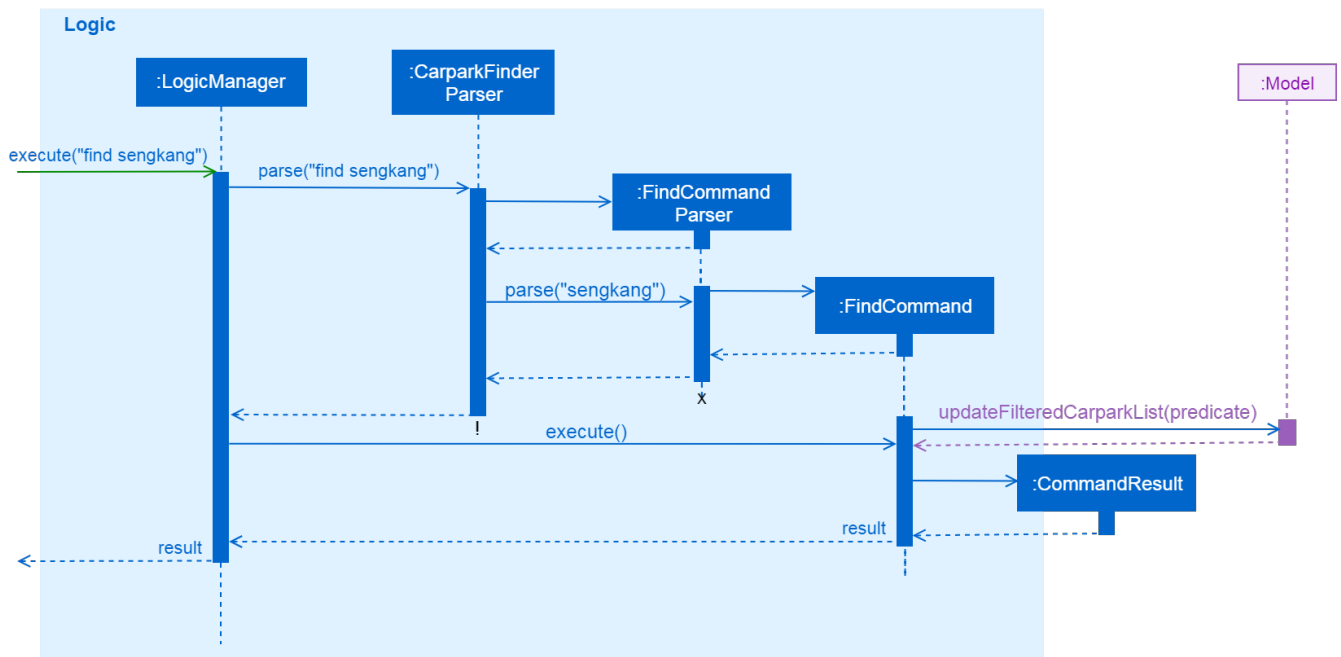 Logic
:LogicManager
:CarparkFinder
Parser
:Model
execute("find sengkang")
parse("find sengkang")
:FindCommand
Parser
parse("sengkang")
:FindCommand
x
!
updateFilteredCarparkList(predicate)
execute()
:CommandResult
result
result